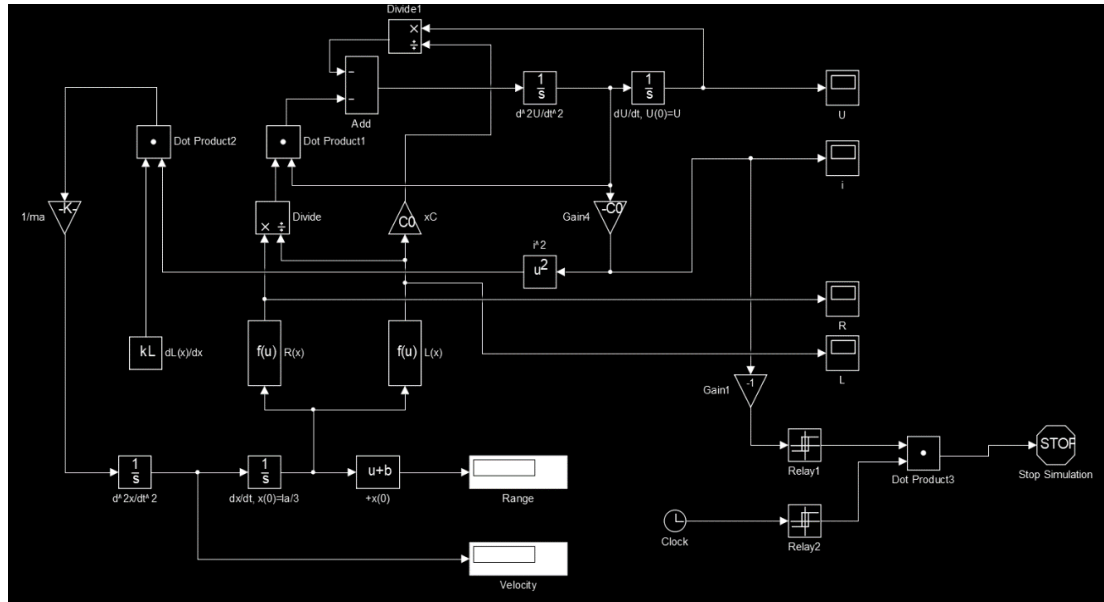 Divide1
×
÷
−
−
Add
1
s
d^2U/dt^2
1
s
dU/dt, U(0)=U
U
Dot Product2
Dot Product1
i
1/ma
-K-
×
÷
Divide
C0
xC
Gain4
-C0
i^2
u2
R
kL
dL(x)/dx
f(u)
R(x)
f(u)
L(x)
L
Gain1
-1
1
s
d^2x/dt^2
1
s
dx/dt, x(0)=la/3
u+b
+x(0)
Range
Relay1
Dot Product3
STOP
Stop Simulation
Clock
Relay2
Velocity